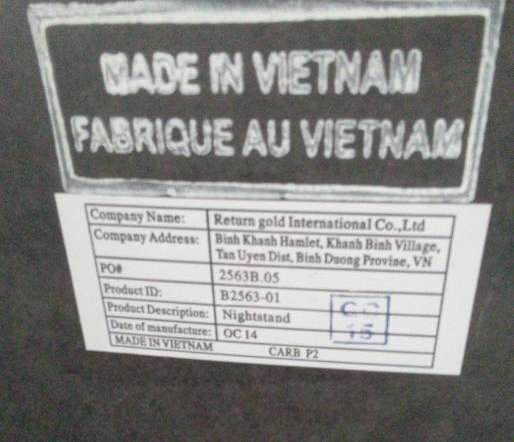 MADE IN VIETNAM
FABRIQUE AU VIETNAM
Company Name: Return gold International Co.,Ltd
Company Address: Binh Khanh Hamlet, Khanh Binh Village,
Tan Uyen Dist, Binh Duong Provine, VN
PO# 2563B.05
Product ID: B2563-01
Product Description: Nightstand
Date of manufacture: OC 14
MADE IN VIETNAM CARB P2
15